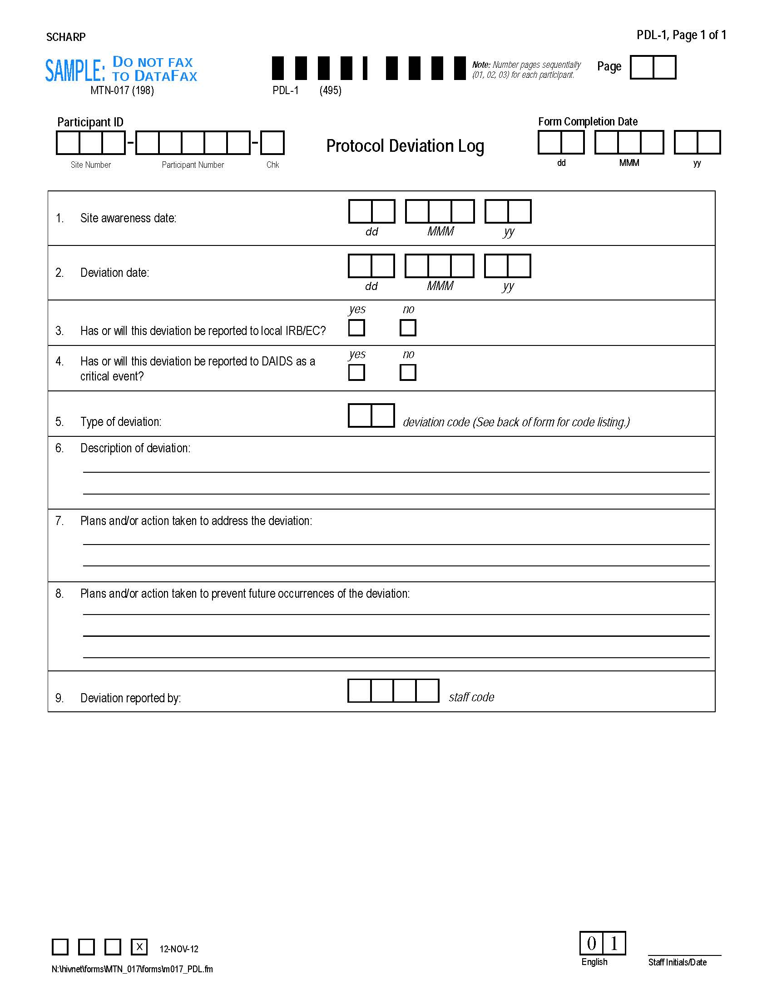 SCHARP
PDL-1, Page 1 of 1
SAMPLE: DO NOT FAX
TO DATAFAX
MTN-017 (198)
PDL-1 (495)
Note: Number pages sequentially
(01, 02, 03) for each participant.
Page
Participant ID
Site Number Participant Number Chk
Protocol Deviation Log
Form Completion Date
dd MMM yy
1. Site awareness date:
dd MMM yy
2. Deviation date:
dd MMM yy
yes no
3. Has or will this deviation be reported to local IRB/EC?
yes no
4. Has or will this deviation be reported to DAIDS as a
critical event?
5. Type of deviation: deviation code (See back of form for code listing.)
6. Description of deviation:
7. Plans and/or action taken to address the deviation:
8. Plans and/or action taken to prevent future occurrences of the deviation:
9. Deviation reported by: staff code
X 12-NOV-12
N:\hivnet\forms\MTN_017\forms\m017_PDL.fm
0 1
English
Staff Initials/Date